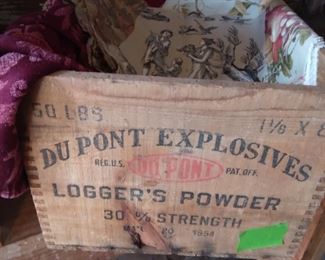 50 LBS
1⅛ X 8
DU PONT EXPLOSIVES
REG. U.S. DU PONT PAT. OFF.
LOGGER'S POWDER
30 % STRENGTH
1954